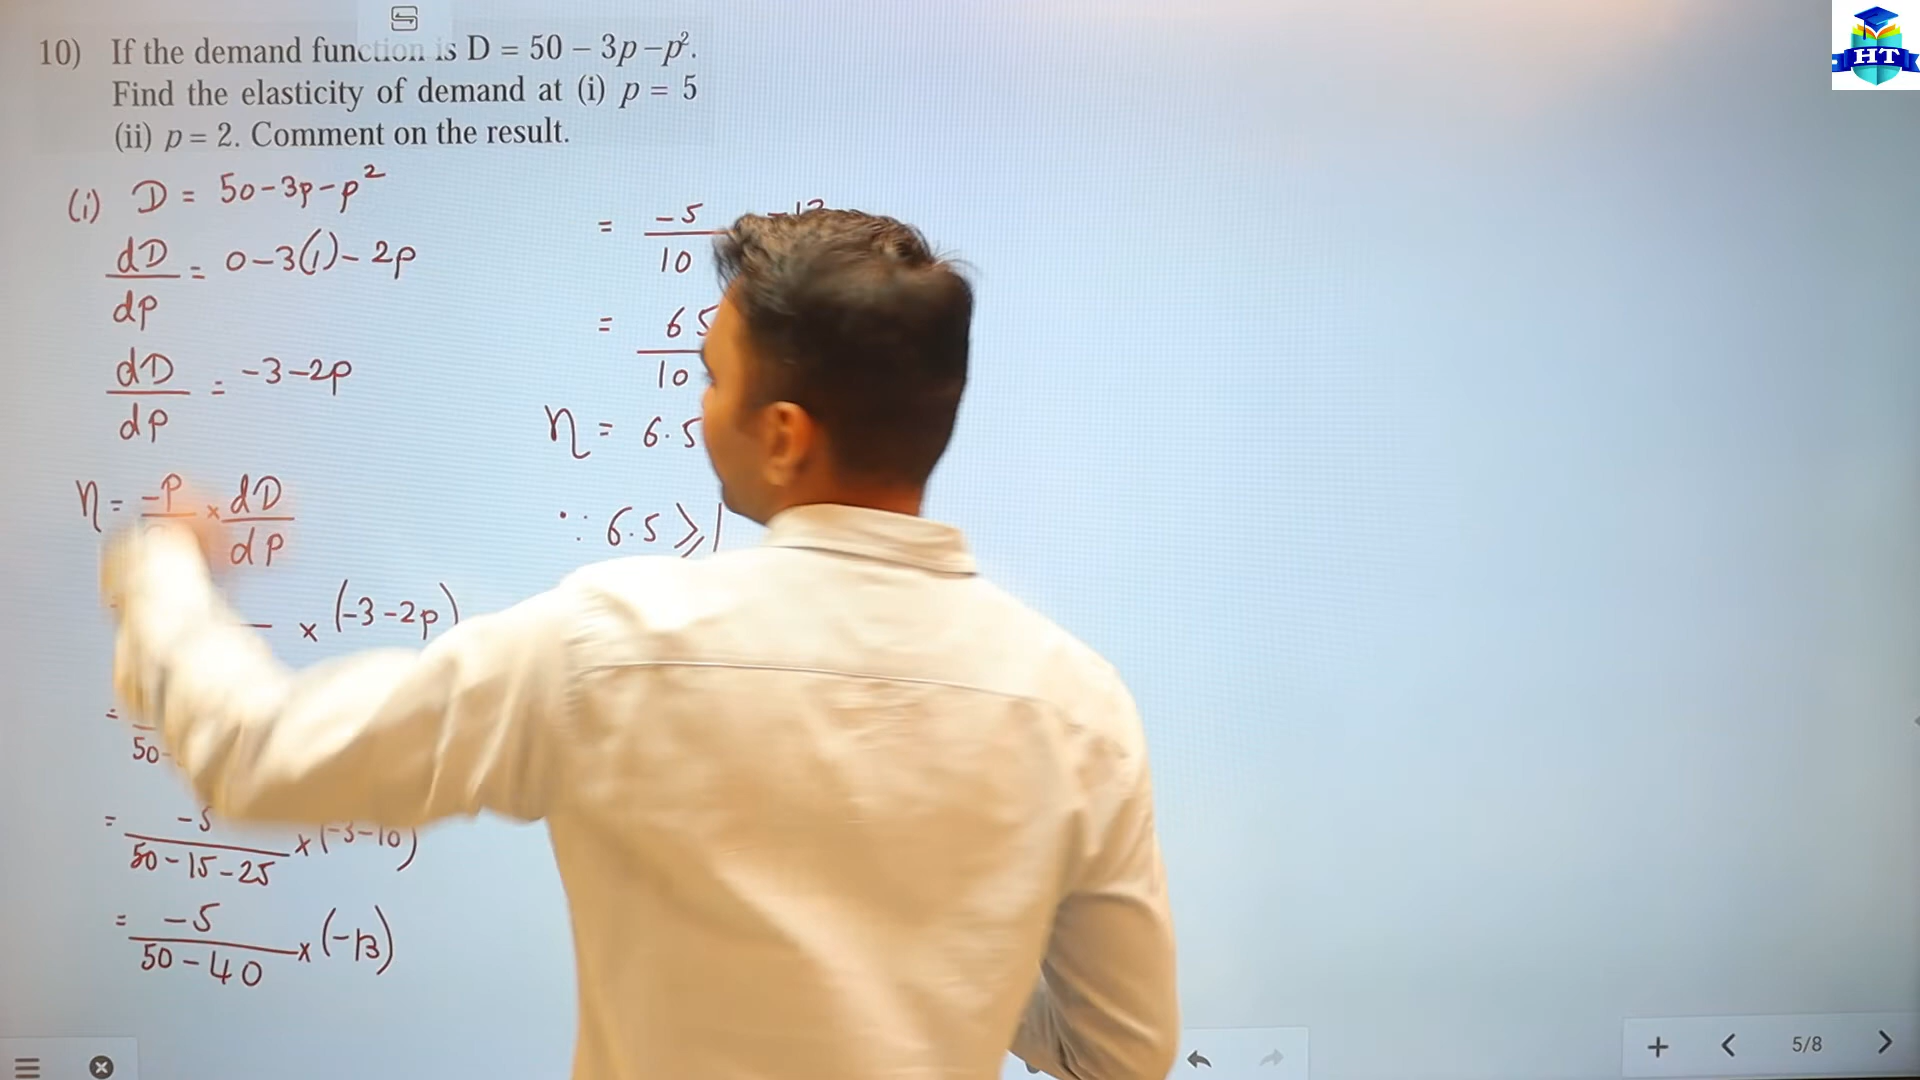 10) If the demand function is D = 50 – 3p – p².
Find the elasticity of demand at (i) p = 5
(ii) p = 2. Comment on the result.
(i) D = 50-3p-p²
dD/dp = 0-3(1)-2p
dD/dp = -3-2p
η = -P × dD/dp
× (-3-2p)
=
50-
= -5/50-15-25 × (-3-10)
= -5/50-40 × (-13)
= -5/10
= 65/10
η = 6.5
∵ 6.5 ⩾ 1
HT
5/8